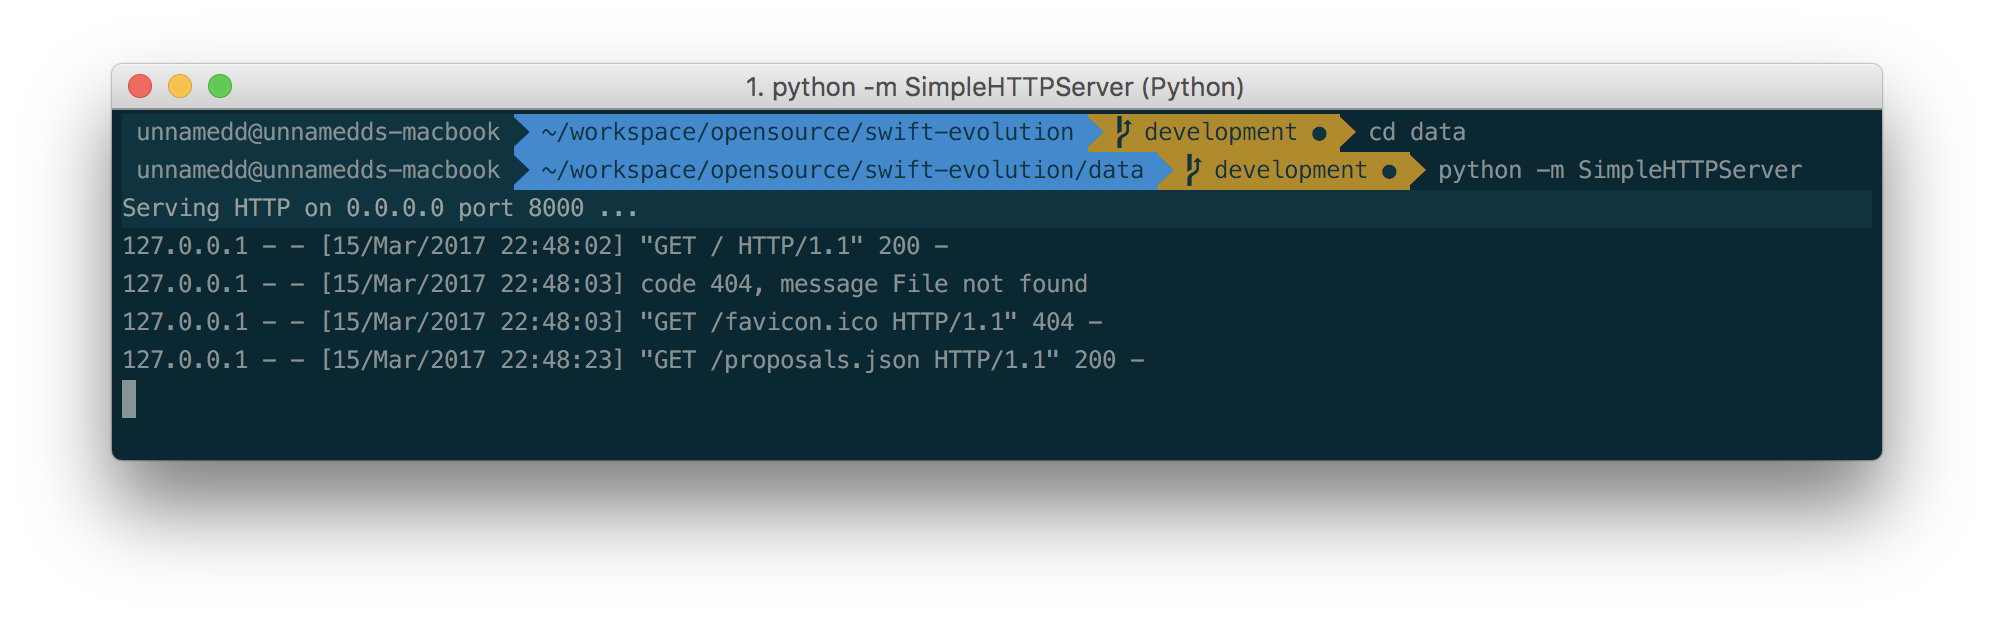 1. python -m SimpleHTTPServer (Python)
unnamedd@unnamedds-macbook ~/workspace/opensource/swift-evolution development ● cd data
unnamedd@unnamedds-macbook ~/workspace/opensource/swift-evolution/data development ● python -m SimpleHTTPServer
Serving HTTP on 0.0.0.0 port 8000 ...
127.0.0.1 - - [15/Mar/2017 22:48:02] "GET / HTTP/1.1" 200 -
127.0.0.1 - - [15/Mar/2017 22:48:03] code 404, message File not found
127.0.0.1 - - [15/Mar/2017 22:48:03] "GET /favicon.ico HTTP/1.1" 404 -
127.0.0.1 - - [15/Mar/2017 22:48:23] "GET /proposals.json HTTP/1.1" 200 -